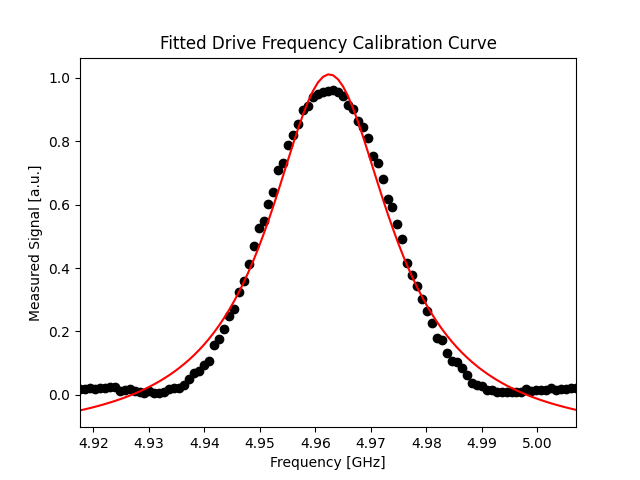 Fitted Drive Frequency Calibration Curve
Measured Signal [a.u.]
1.0
0.8
0.6
0.4
0.2
0.0
4.92 4.93 4.94 4.95 4.96 4.97 4.98 4.99 5.00
Frequency [GHz]